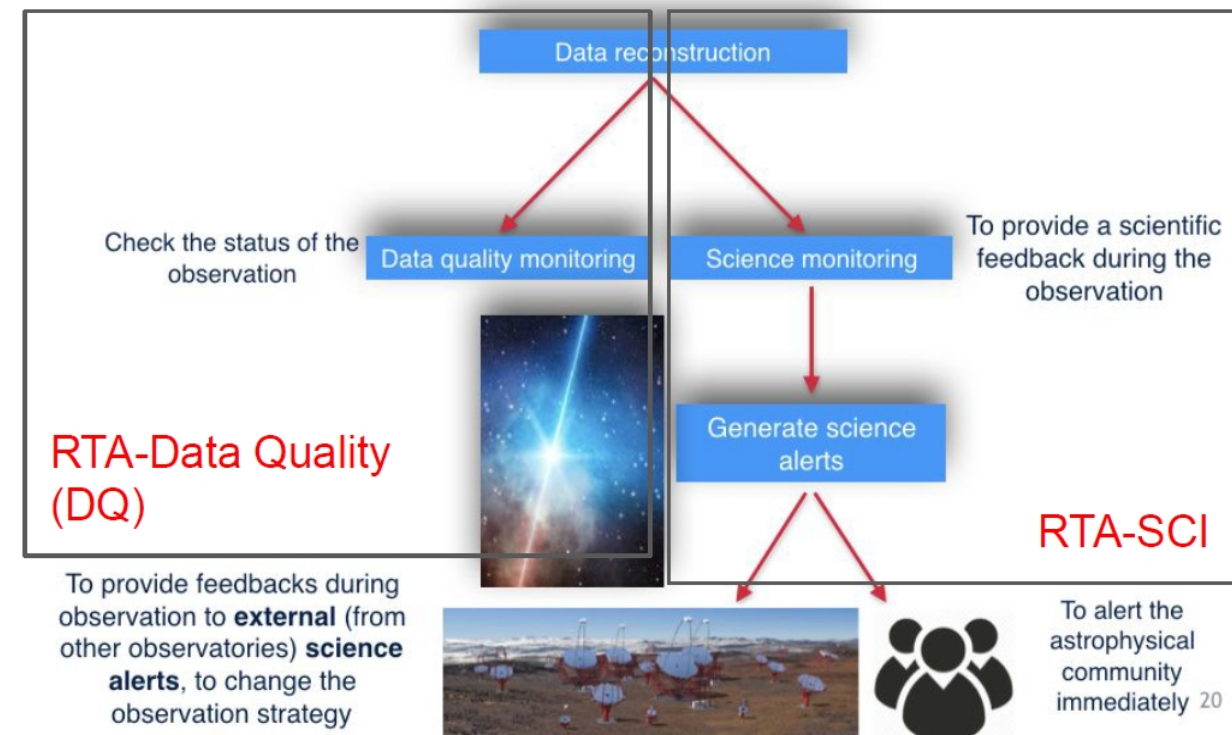 Data reconstruction
Check the status of the
observation
Data quality monitoring
Science monitoring
To provide a scientific
feedback during the
observation
Generate science
alerts
RTA-Data Quality
(DQ)
RTA-SCI
To provide feedbacks during
observation to external (from
other observatories) science
alerts, to change the
observation strategy
To alert the
astrophysical
community
immediately 20